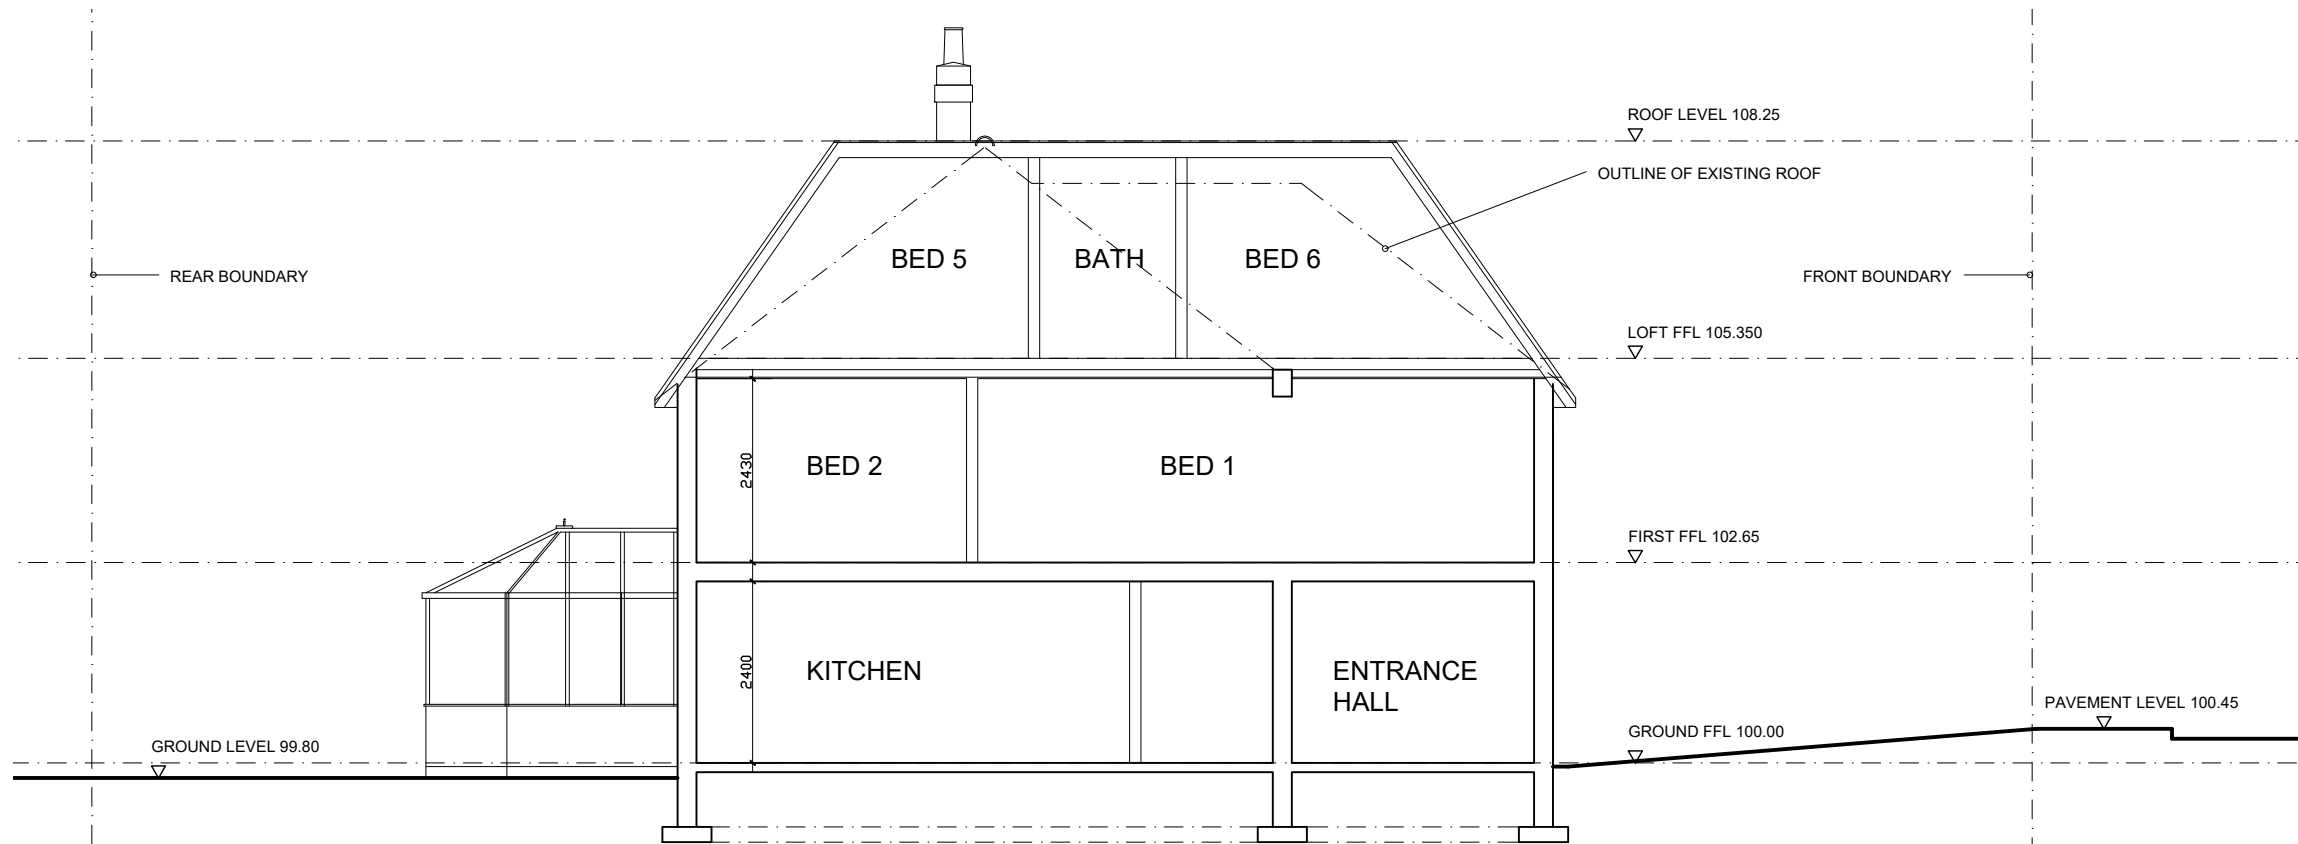 ROOF LEVEL 108.25
OUTLINE OF EXISTING ROOF
BED 5
BATH
BED 6
REAR BOUNDARY
FRONT BOUNDARY
LOFT FFL 105.350
2430
BED 2
BED 1
FIRST FFL 102.65
2400
KITCHEN
ENTRANCE
HALL
PAVEMENT LEVEL 100.45
GROUND FFL 100.00
GROUND LEVEL 99.80